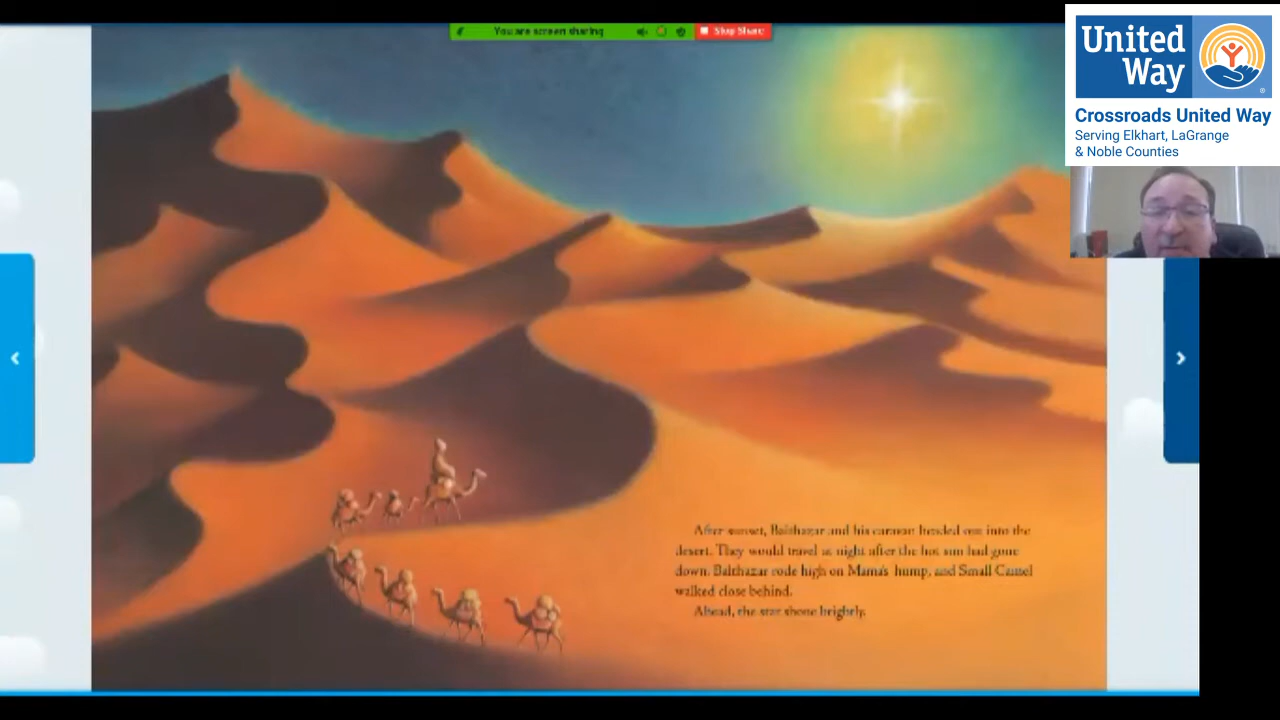 You are screen sharing
Stop Share
United
Way
Crossroads United Way
Serving Elkhart, LaGrange
& Noble Counties
After sunset, Balthazar and his caravan headed out into the
desert. They would travel at night after the hot sun had gone
down. Balthazar rode high on Mama's hump, and Small Camel
walked close behind.
Ahead, the star shone brightly.